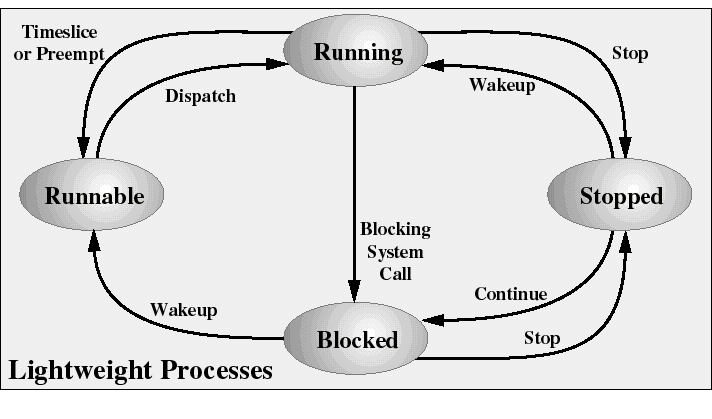 Timeslice
or Preempt
Running
Stop
Dispatch
Wakeup
Runnable
Stopped
Blocking
System
Call
Continue
Wakeup
Blocked
Stop
Lightweight Processes